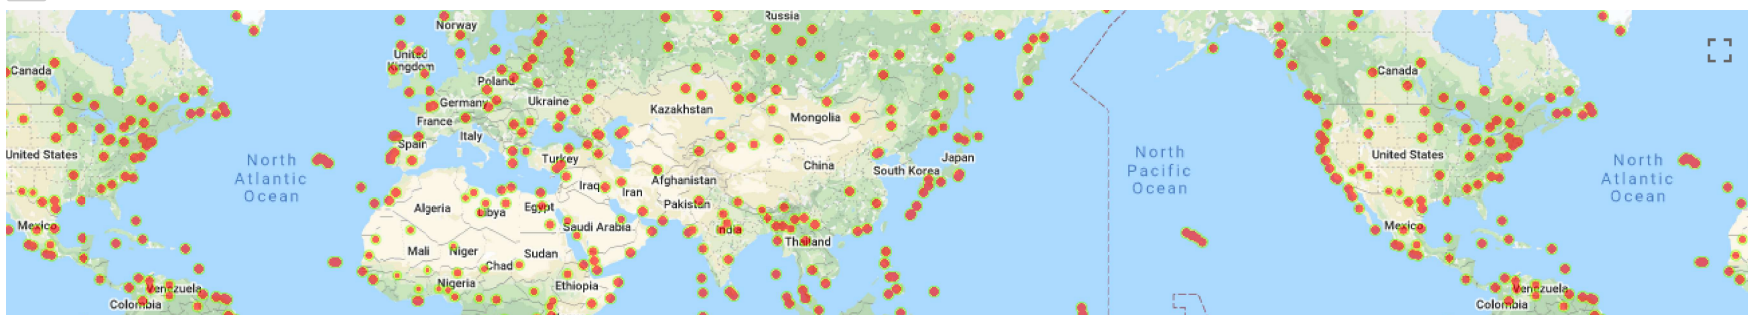 Russia
Norway
United
Kingdom
Canada
Canada
Poland
Germany
Ukraine
Kazakhstan
Mongolia
France
Italy
Spain
United States
North
Atlantic
Ocean
Turkey
China
South Korea
Japan
North
Pacific
Ocean
United States
North
Atlantic
Ocean
Iraq
Iran
Afghanistan
Pakistan
Algeria
Libya
Egypt
Saudi Arabia
India
Mexico
Mexico
Mali
Niger
Sudan
Thailand
Chad
Nigeria
Ethiopia
Venezuela
Colombia
Venezuela
Colombia